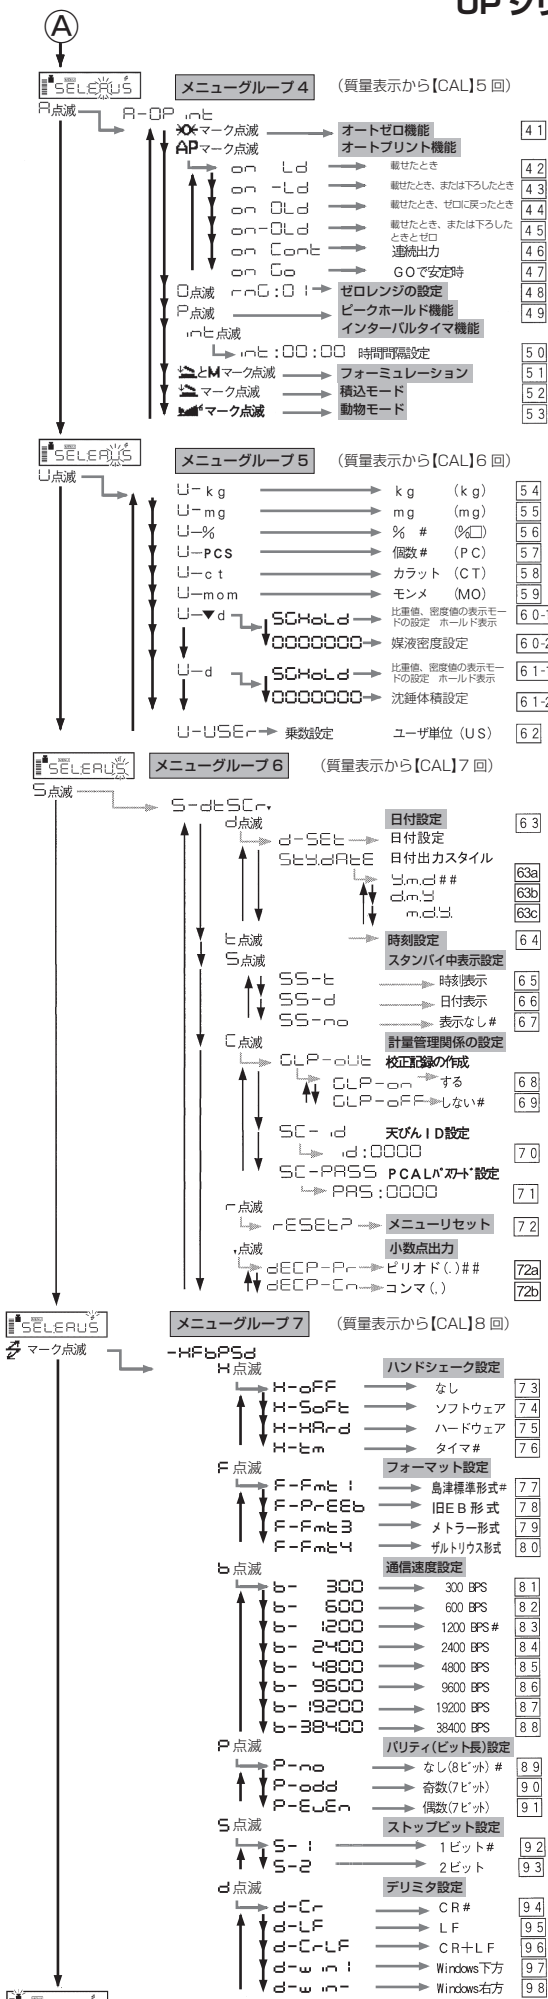 UPシリ
A
SELERUS メニューグループ4 (質量表示から【CAL】5回)
A点滅
A-0P int
マーク点滅 オートゼロ機能 41
APマーク点滅 オートプリント機能
on Ld 載せたとき 42
on -Ld 載せたとき、または下ろしたとき 43
on 0Ld 載せたとき、ゼロに戻ったとき 44
on-0Ld 載せたとき、または下ろした
ときとゼロ 45
on Cont 連続出力 46
on Go GOで安定時 47
0点滅 rnG:01 ゼロレンジの設定 48
P点滅 ピークホールド機能 49
int点滅 インターバルタイマ機能
int:00:00 時間間隔設定 50
とMマーク点滅 フォーミュレーション 51
マーク点滅 積込モード 52
マーク点滅 動物モード 53
SELERUS メニューグループ5 (質量表示から【CAL】6回)
U点滅
U-kg kg (kg) 54
U-mg mg (mg) 55
U-% % # (%□) 56
U-PCS 個数# (PC) 57
U-ct カラット (CT) 58
U-mom モンメ (MO) 59
U-▼d SGHoLd 比重値、密度値の表示モー
ドの設定 ホールド表示 60-1
0000000 媒液密度設定 60-2
U-d SGHoLd 比重値、密度値の表示モー
ドの設定 ホールド表示 61-1
0000000 沈錘体積設定 61-2
U-USEr 乗数設定 ユーザ単位(US) 62
SELERUS メニューグループ6 (質量表示から【CAL】7回)
S点滅
S-dtSCr.
d点滅 日付設定 63
d-SEt 日付設定
StY.dAtE 日付出力スタイル
y.m.d## 63a
d.m.y 63b
m.d.y. 63c
t点滅 時刻設定 64
S点滅 スタンバイ中表示設定
SS-t 時刻表示 65
SS-d 日付表示 66
SS-no 表示なし# 67
C点滅 計量管理関係の設定
GLP-oUt 校正記録の作成
GLP-on する 68
GLP-oFF しない# 69
SC-id 天びんID設定
id:0000 70
SC-PASS PCALパスワード設定
PAS:0000 71
r点滅
rESEt? メニューリセット 72
.点滅 小数点出力
dECP-Pr ピリオド(.)## 72a
dECP-Cn コンマ(,) 72b
SELERUS メニューグループ7 (質量表示から【CAL】8回)
マーク点滅
-HFbPSd
H点滅 ハンドシェーク設定
H-oFF なし 73
H-SoFt ソフトウェア 74
H-HArd ハードウェア 75
H-tm タイマ# 76
F点滅 フォーマット設定
F-Fmt 1 島津標準形式# 77
F-PrEEb 旧EB形式 78
F-Fmt3 メトラー形式 79
F-Fmt4 ザルトリウス形式 80
b点滅 通信速度設定
b- 300 300 BPS 81
b- 600 600 BPS 82
b- 1200 1200 BPS# 83
b- 2400 2400 BPS 84
b- 4800 4800 BPS 85
b- 9600 9600 BPS 86
b-19200 19200 BPS 87
b-38400 38400 BPS 88
P点滅 パリティ(ビット長)設定
P-no なし(8ビット) # 89
P-odd 奇数(7ビット) 90
P-EvEn 偶数(7ビット) 91
S点滅 ストップビット設定
S-1 1ビット# 92
S-2 2ビット 93
d点滅 デリミタ設定
d-Cr CR# 94
d-LF LF 95
d-CrLF CR+LF 96
d-win1 Windows下方 97
d-win- Windows右方 98